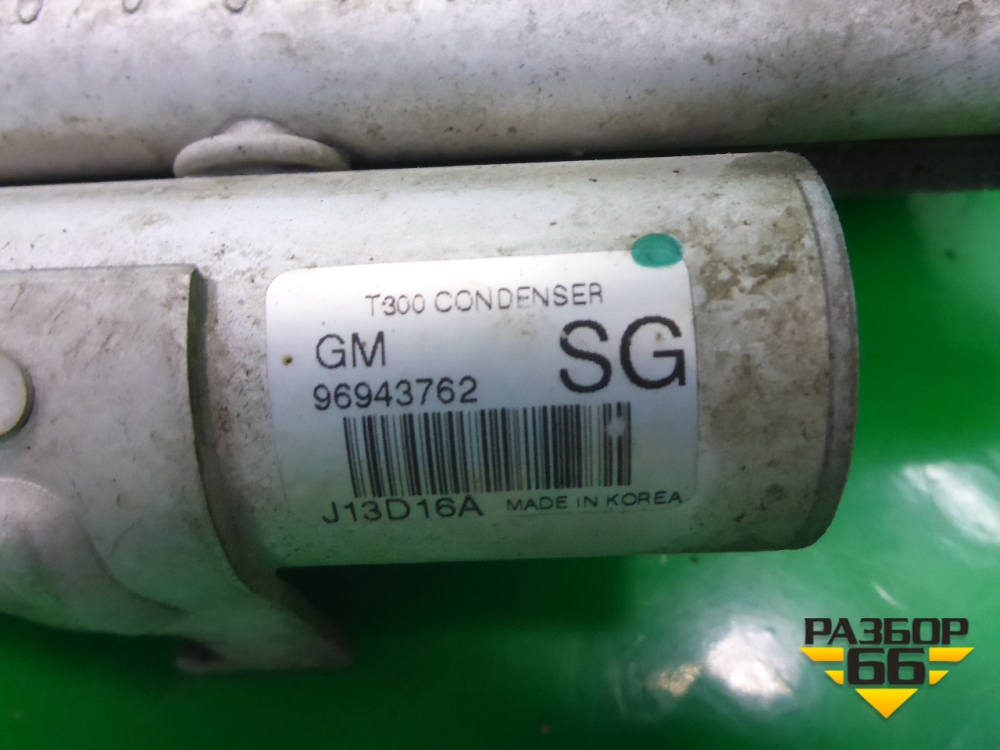 T300 CONDENSER
GM
SG
96943762
J13D16A
MADE IN KOREA
РАЗБОР
66